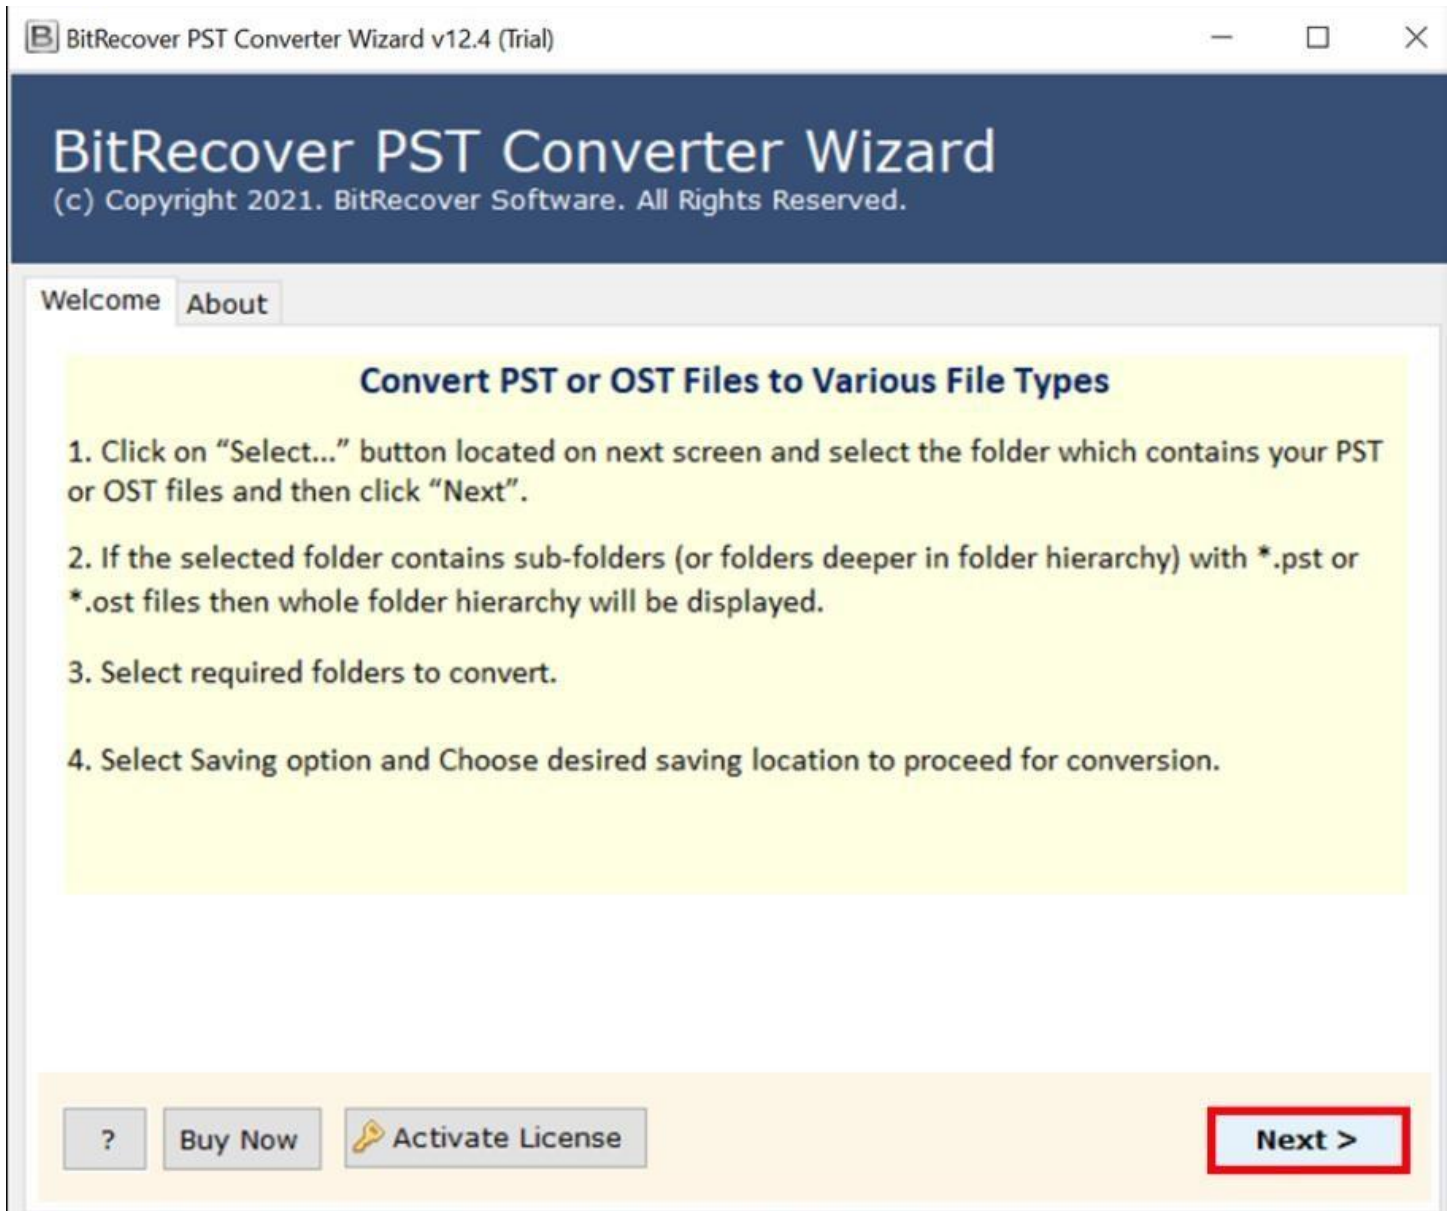 BitRecover PST Converter Wizard v12.4 (Trial)
BitRecover PST Converter Wizard
(c) Copyright 2021. BitRecover Software. All Rights Reserved.
Welcome About
Convert PST or OST Files to Various File Types
1. Click on “Select...” button located on next screen and select the folder which contains your PST
or OST files and then click “Next”.
2. If the selected folder contains sub-folders (or folders deeper in folder hierarchy) with *.pst or
*.ost files then whole folder hierarchy will be displayed.
3. Select required folders to convert.
4. Select Saving option and Choose desired saving location to proceed for conversion.
? Buy Now Activate License Next >